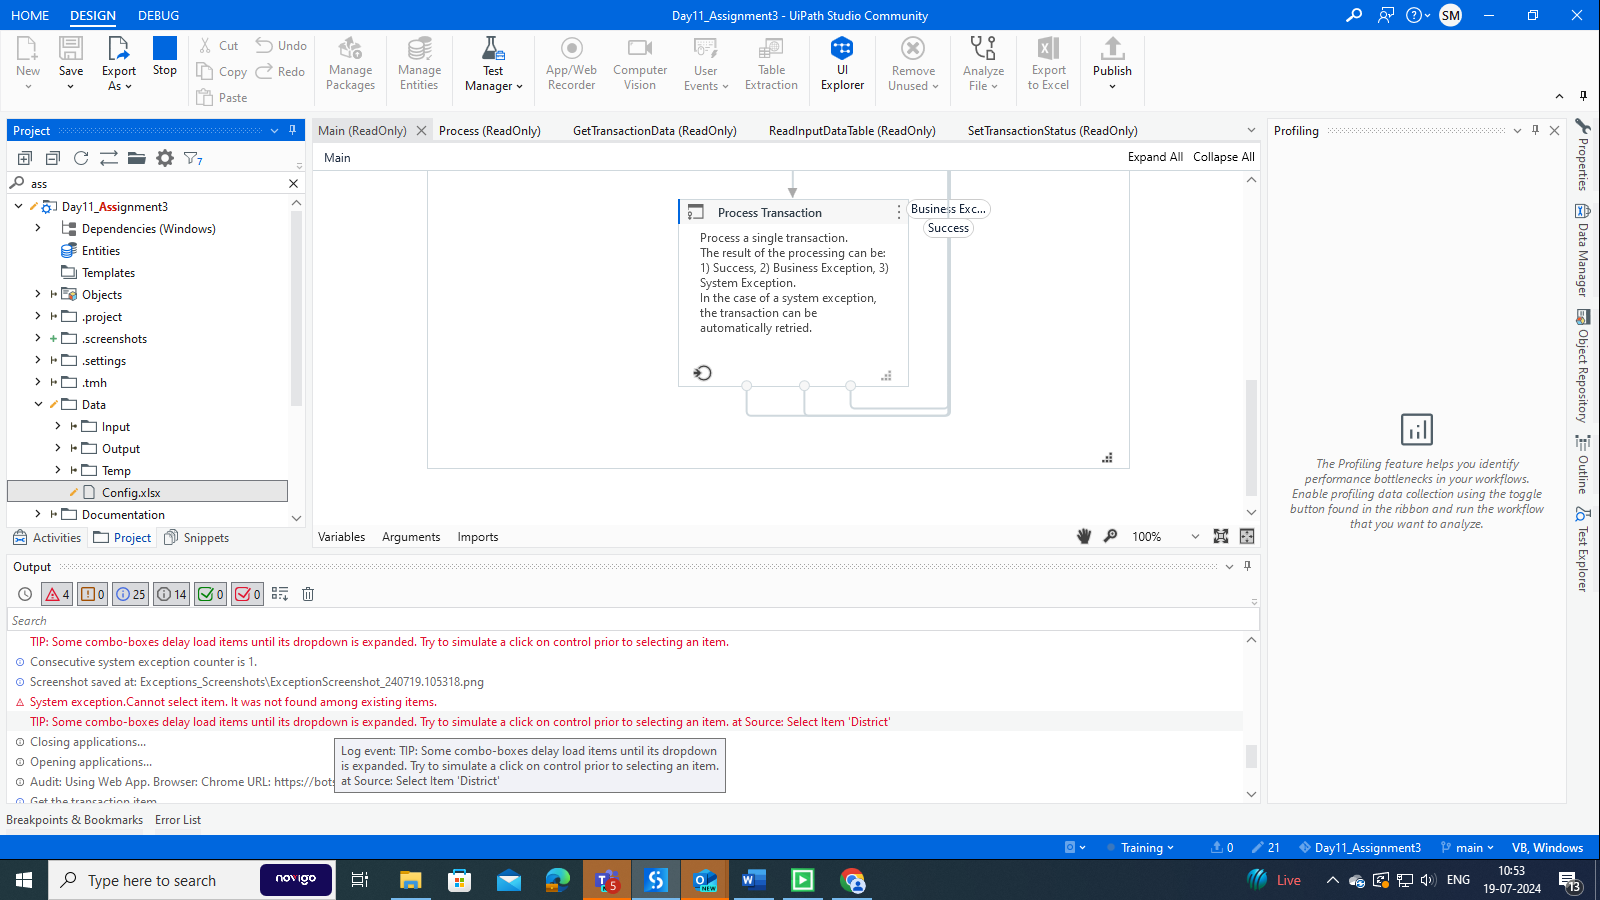 HOME DESIGN DEBUG
Day11_Assignment3 - UiPath Studio Community
SM
New
Save
Export As
Stop
Cut
Copy
Paste
Undo
Redo
Manage Packages
Manage Entities
Test Manager
App/Web Recorder
Computer Vision
User Events
Table Extraction
UI Explorer
Remove Unused
Analyze File
Export to Excel
Publish
Project
7
ass
Day11_Assignment3
Dependencies (Windows)
Entities
Templates
Objects
.project
.screenshots
.settings
.tmh
Data
Input
Output
Temp
Config.xlsx
Documentation
Activities Project Snippets
Main (ReadOnly) Process (ReadOnly) GetTransactionData (ReadOnly) ReadInputDataTable (ReadOnly) SetTransactionStatus (ReadOnly)
Main
Expand All Collapse All
Process Transaction
Process a single transaction.
The result of the processing can be:
1) Success, 2) Business Exception, 3)
System Exception.
In the case of a system exception,
the transaction can be
automatically retried.
Business Exc...
Success
Variables Arguments Imports
100%
Profiling
The Profiling feature helps you identify
performance bottlenecks in your workflows.
Enable profiling data collection using the toggle
button found in the ribbon and run the workflow
that you want to analyze.
Properties
Data Manager
Object Repository
Outline
Test Explorer
Output
4 0 25 14 0 0
Search
TIP: Some combo-boxes delay load items until its dropdown is expanded. Try to simulate a click on control prior to selecting an item.
Consecutive system exception counter is 1.
Screenshot saved at: Exceptions_Screenshots\ExceptionScreenshot_240719.105318.png
System exception.Cannot select item. It was not found among existing items.
TIP: Some combo-boxes delay load items until its dropdown is expanded. Try to simulate a click on control prior to selecting an item. at Source: Select Item 'District'
Closing applications...
Opening applications...
Audit: Using Web App. Browser: Chrome URL: https://bots
Get the transaction item
Log event: TIP: Some combo-boxes delay load items until its dropdown
is expanded. Try to simulate a click on control prior to selecting an item.
at Source: Select Item 'District'
Breakpoints & Bookmarks Error List
Training 0 21 Day11_Assignment3 main VB, Windows
Type here to search
novigo
5
NEW
Live
ENG
10:53
19-07-2024
13